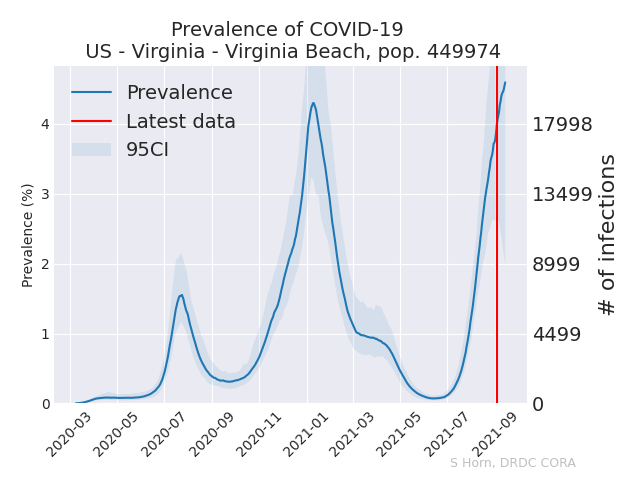 Prevalence of COVID-19
US - Virginia - Virginia Beach, pop. 449974
Prevalence
Latest data
95CI
Prevalence (%)
4
3
2
1
0
17998
13499
8999
4499
0
# of infections
2020-03
2020-05
2020-07
2020-09
2020-11
2021-01
2021-03
2021-05
2021-07
2021-09
S Horn, DRDC CORA